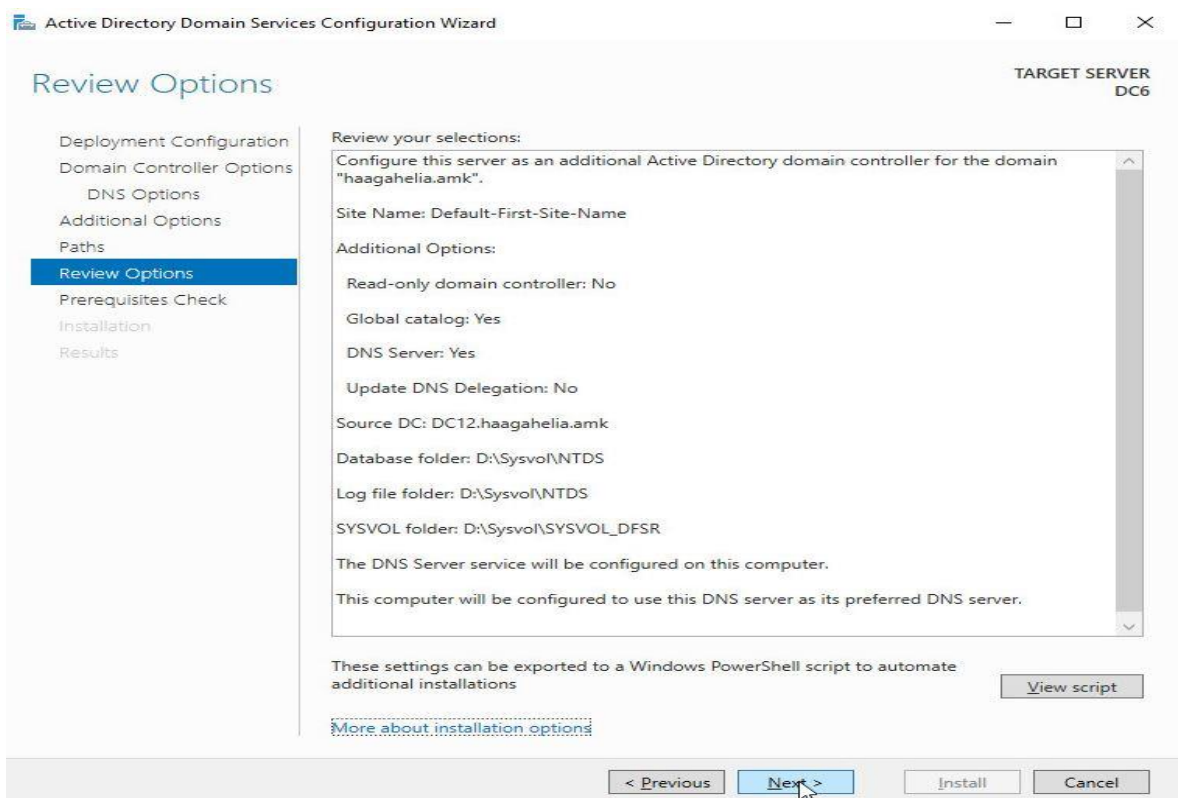 Active Directory Domain Services Configuration Wizard
Review Options
TARGET SERVER
DC6
Deployment Configuration
Domain Controller Options
DNS Options
Additional Options
Paths
Review Options
Prerequisites Check
Installation
Results
Review your selections:
Configure this server as an additional Active Directory domain controller for the domain
"haagahelia.amk".
Site Name: Default-First-Site-Name
Additional Options:
Read-only domain controller: No
Global catalog: Yes
DNS Server: Yes
Update DNS Delegation: No
Source DC: DC12.haagahelia.amk
Database folder: D:\Sysvol\NTDS
Log file folder: D:\Sysvol\NTDS
SYSVOL folder: D:\Sysvol\SYSVOL_DFSR
The DNS Server service will be configured on this computer.
This computer will be configured to use this DNS server as its preferred DNS server.
These settings can be exported to a Windows PowerShell script to automate
additional installations
View script
More about installation options
< Previous
Next >
Install
Cancel